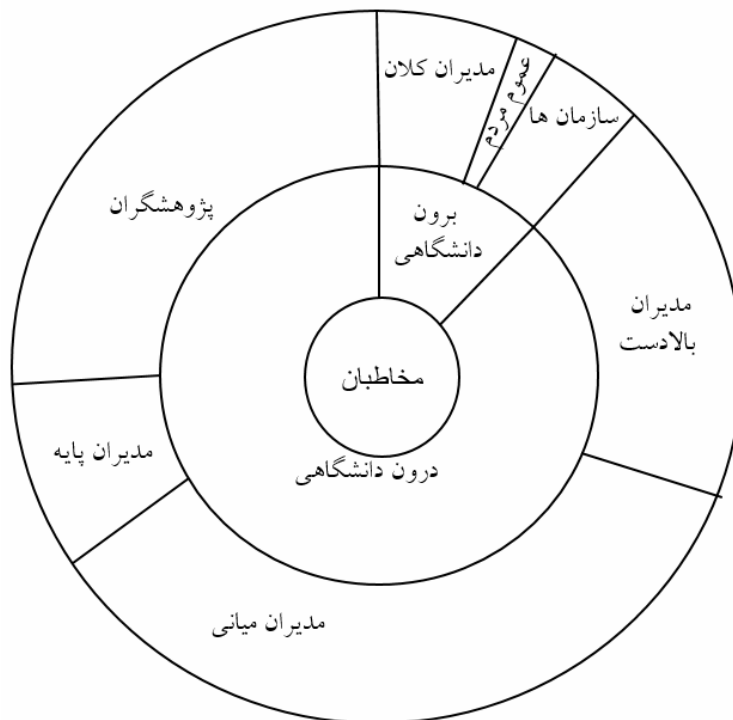 مدیران کلان
عموم مردم
سازمان ها
پژوهشگران
برون
دانشگاهی
مدیران
بالادست
مخاطبان
مدیران پایه
درون دانشگاهی
مدیران میانی